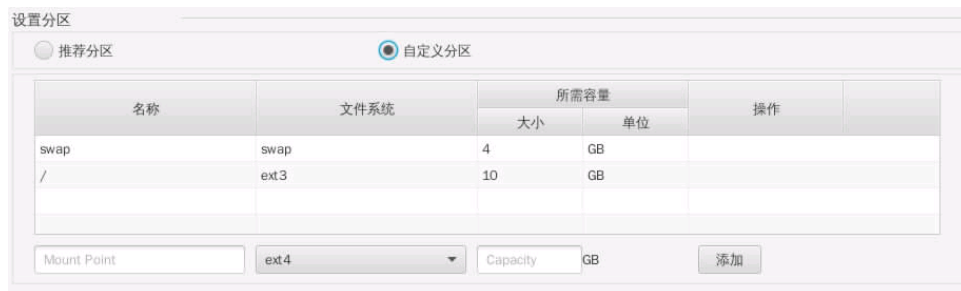 设置分区
推荐分区 自定义分区
名称 文件系统 所需容量 操作
大小 单位
swap swap 4 GB
/ ext3 10 GB
Mount Point ext4 Capacity GB 添加